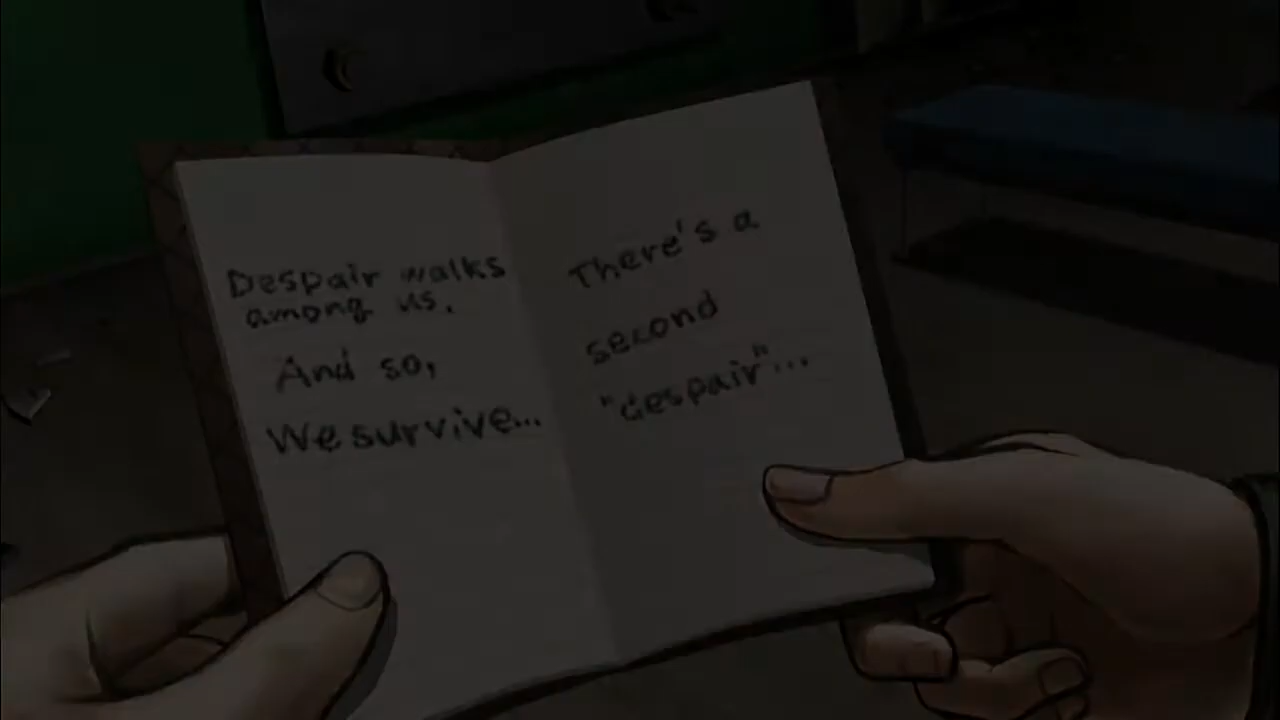 Despair walks
among us.
And so,
We survive...
There's a
second
"despair"...